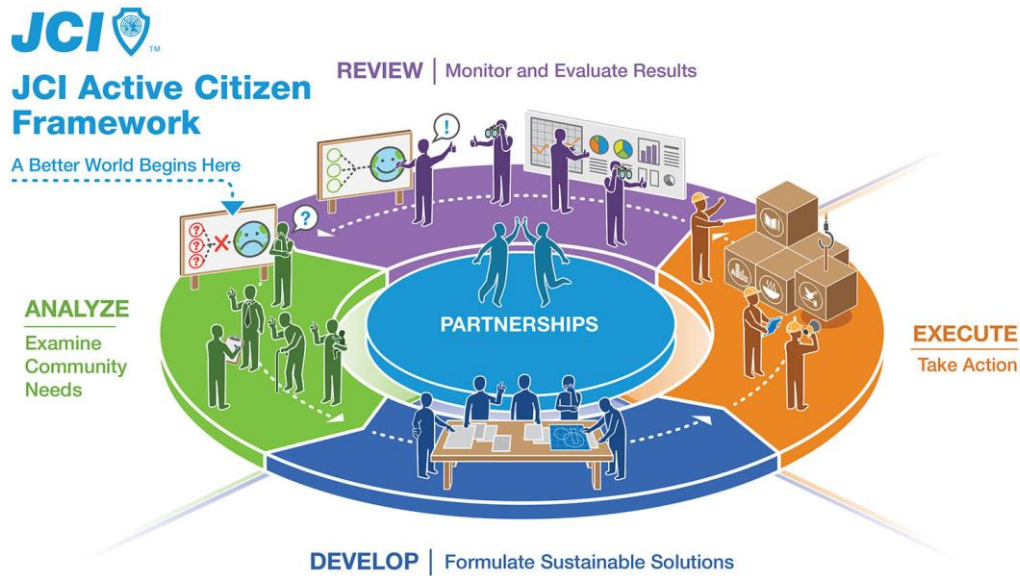 JCI
TM
JCI Active Citizen
Framework
A Better World Begins Here
REVIEW | Monitor and Evaluate Results
!
?
?
?
?
ANALYZE
Examine
Community
Needs
PARTNERSHIPS
EXECUTE
Take Action
DEVELOP | Formulate Sustainable Solutions